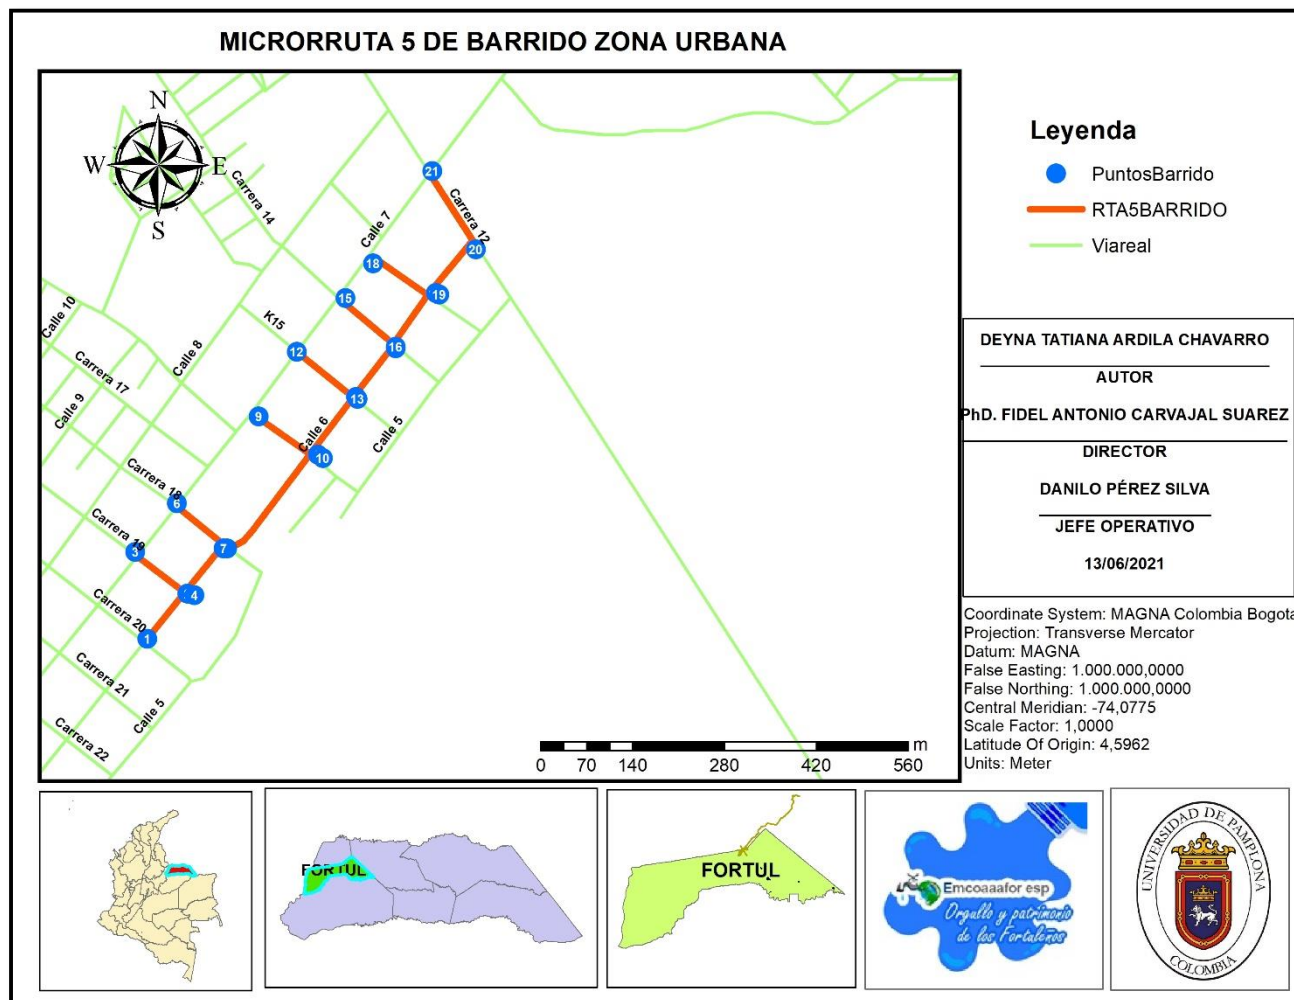 MICRORRUTA 5 DE BARRIDO ZONA URBANA
N
W
E
S
Carrera 14
21
Carrera 12
20
Calle 7
18
19
15
K15
16
12
13
Calle 10
Calle 8
Carrera 17
Calle 9
9
Calle 6
10
Calle 5
Carrera 18
6
7
Carrera 19
3
4
Carrera 20
1
Carrera 21
Calle 5
Carrera 22
m
0 70 140 280 420 560
Leyenda
PuntosBarrido
RTA5BARRIDO
Viareal
DEYNA TATIANA ARDILA CHAVARRO
AUTOR
PhD. FIDEL ANTONIO CARVAJAL SUAREZ
DIRECTOR
DANILO PÉREZ SILVA
JEFE OPERATIVO
13/06/2021
Coordinate System: MAGNA Colombia Bogota
Projection: Transverse Mercator
Datum: MAGNA
False Easting: 1.000.000,0000
False Northing: 1.000.000,0000
Central Meridian: -74,0775
Scale Factor: 1,0000
Latitude Of Origin: 4,5962
Units: Meter
FORTUL
FORTUL
Emcoaaafor esp
Orgullo y patrimonio
de los Fortuleños
UNIVERSIDAD DE PAMPLONA
COLOMBIA